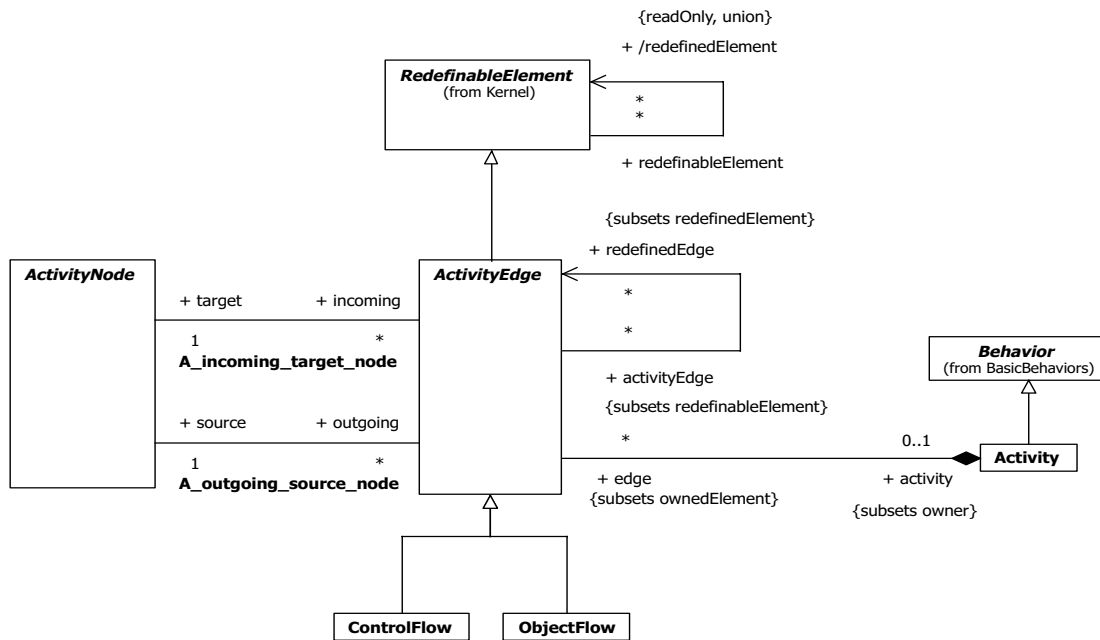 {readOnly, union}
+ /redefinedElement
RedefinableElement
(from Kernel)
*
*
+ redefinableElement
{subsets redefinedElement}
+ redefinedEdge
ActivityNode
ActivityEdge
+ target
+ incoming
*
*
1
*
A_incoming_target_node
Behavior
(from BasicBehaviors)
+ activityEdge
{subsets redefinableElement}
+ source
+ outgoing
*
0..1
1
*
Activity
A_outgoing_source_node
+ edge
{subsets ownedElement}
+ activity
{subsets owner}
ControlFlow
ObjectFlow